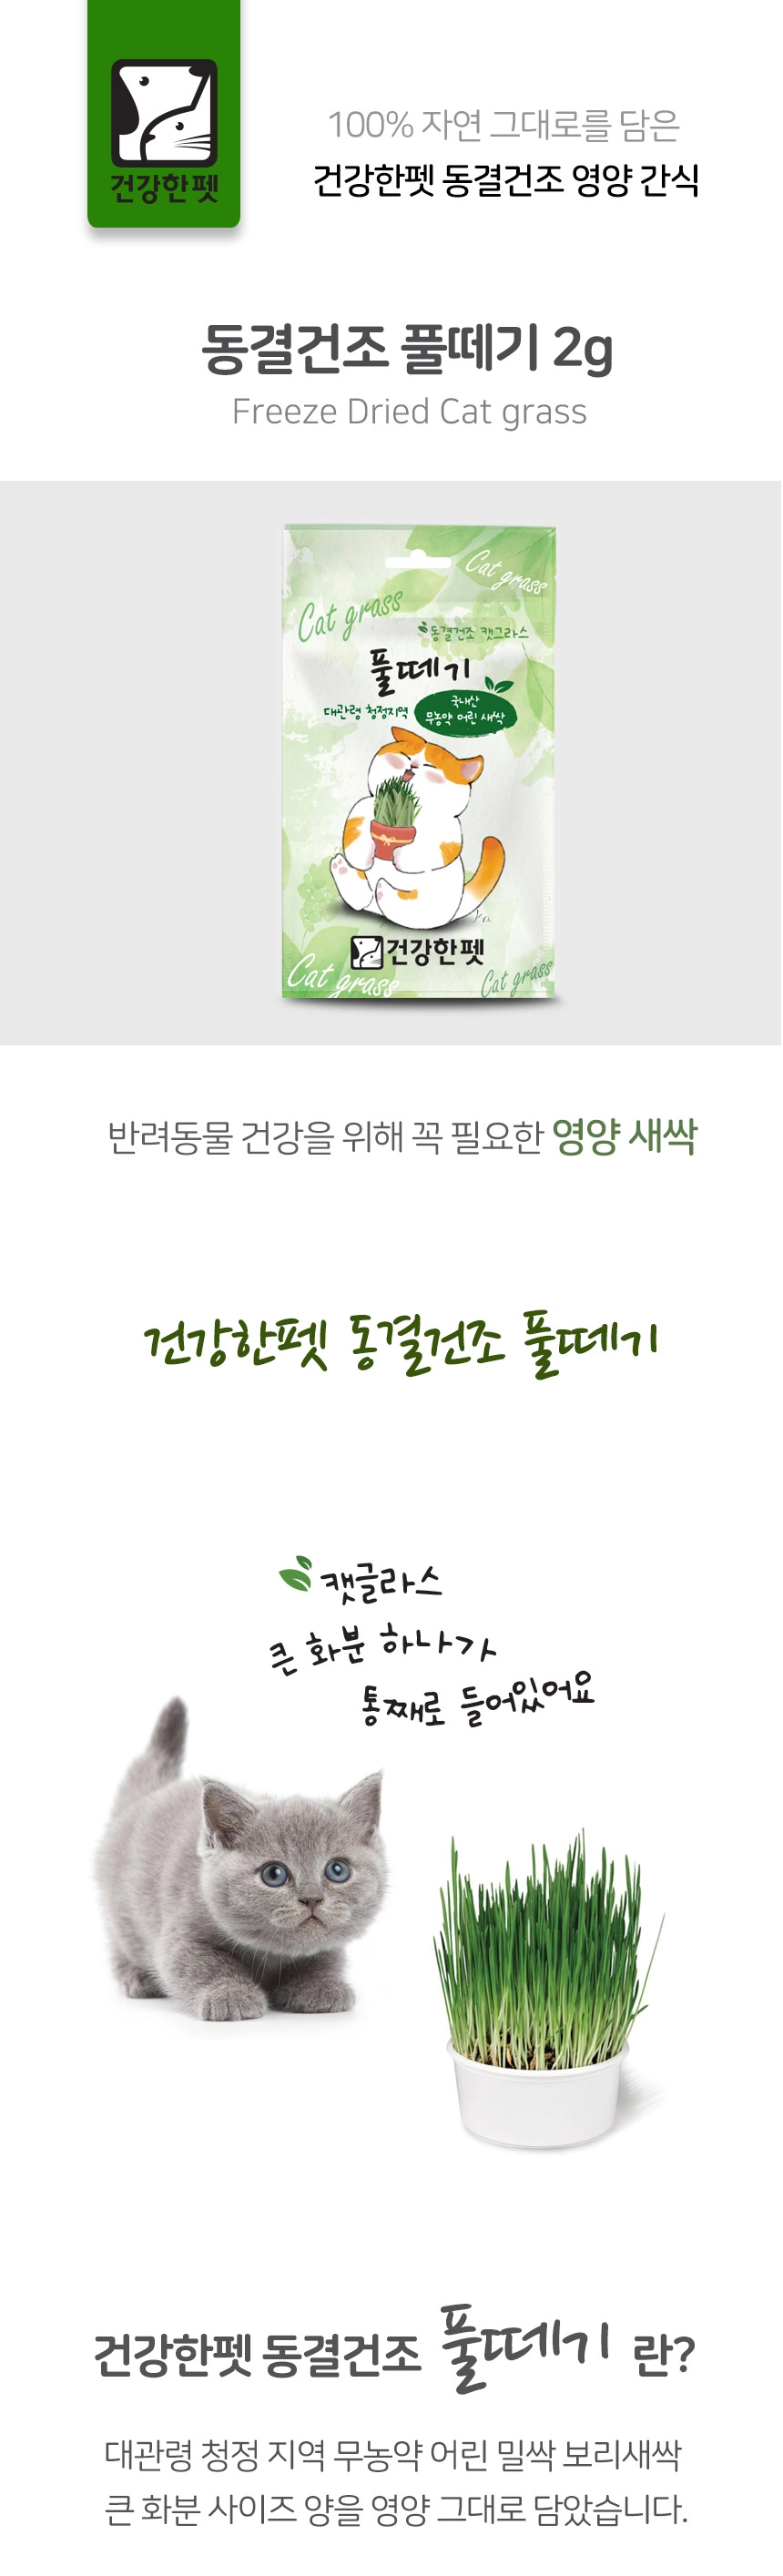 건강한펫
100% 자연 그대로를 담은
건강한펫 동결건조 영양 간식
동결건조 풀떼기 2g
Freeze Dried Cat grass
Cat grass
Cat grass
동결건조 캣그라스
풀떼기
대관령 청정지역
국내산
무농약 어린 새싹
건강한펫
Cat grass
Cat grass
반려동물 건강을 위해 꼭 필요한 영양 새싹
건강한펫 동결건조 풀떼기
캣글라스
큰 화분 하나가
통째로 들어있어요
건강한펫 동결건조 풀떼기 란?
대관령 청정 지역 무농약 어린 밀싹 보리새싹
큰 화분 사이즈 양을 영양 그대로 담았습니다.